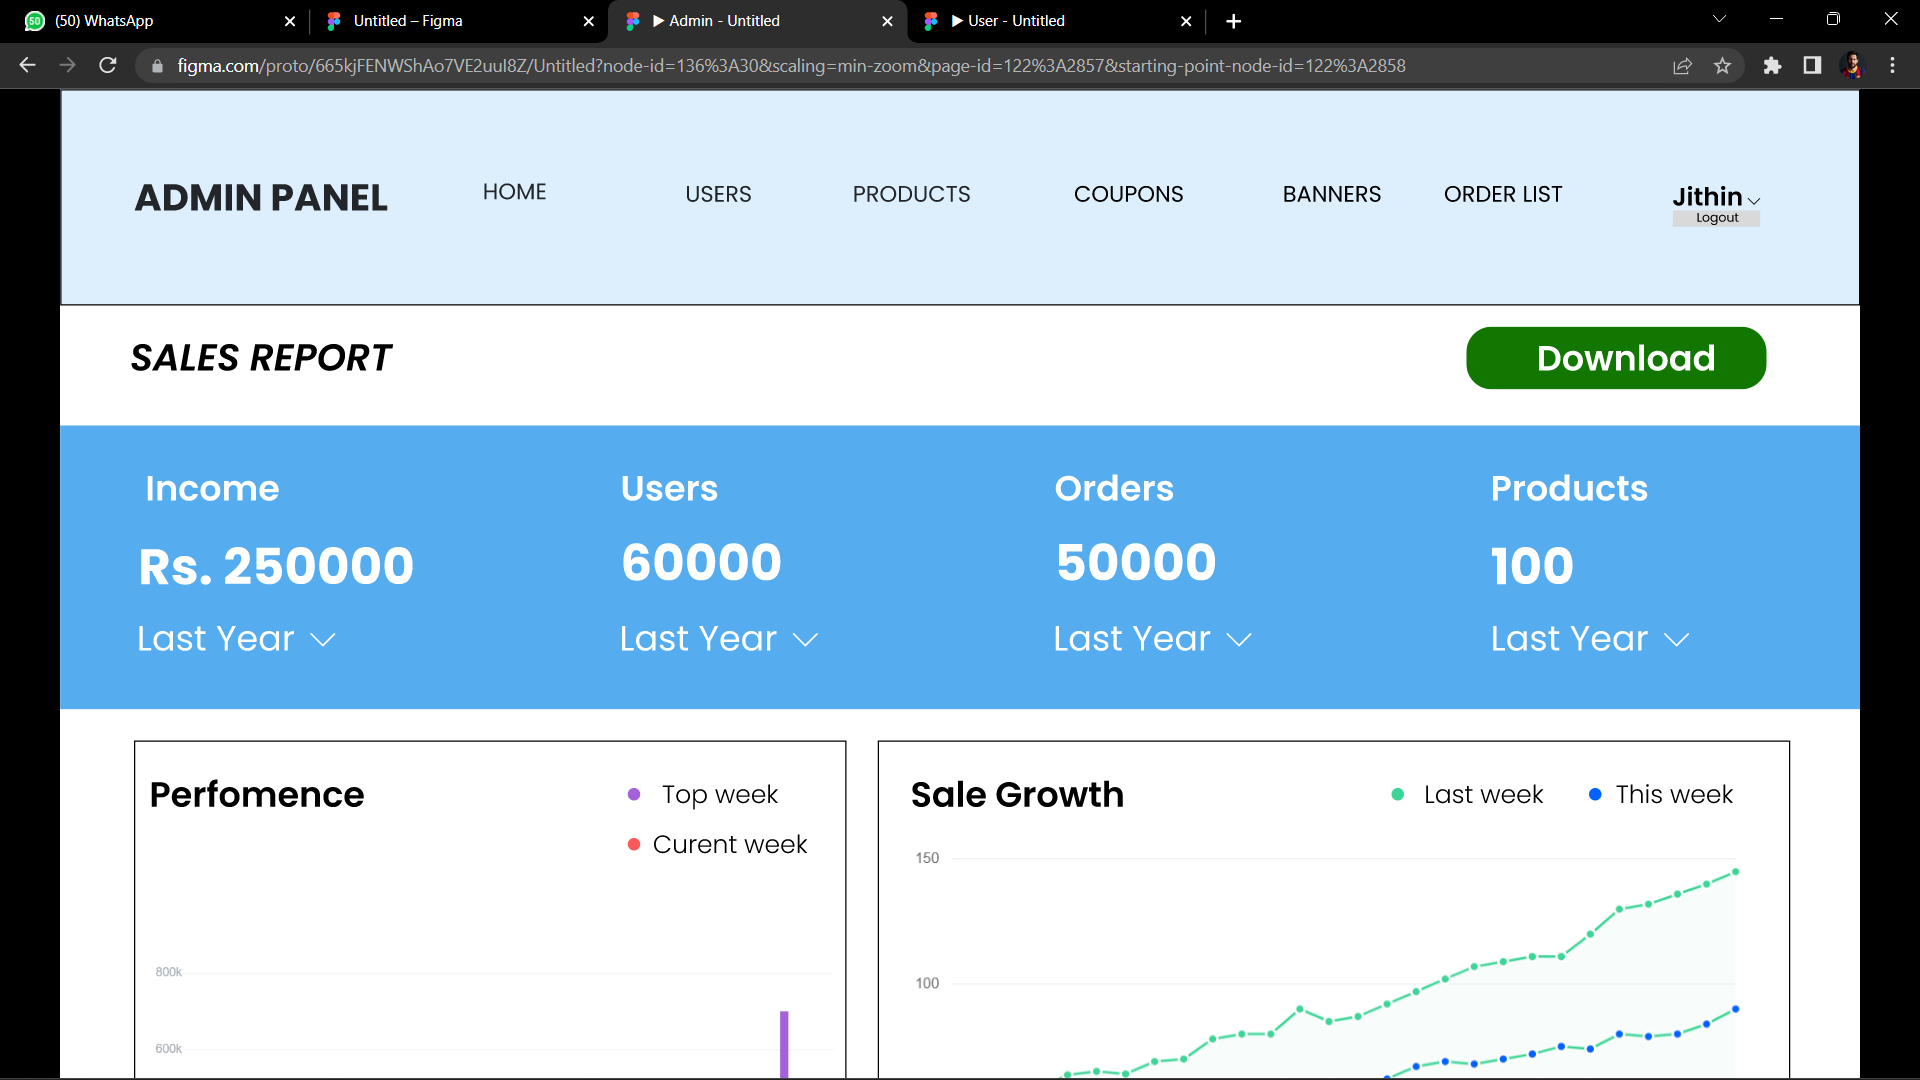 (50) WhatsApp
Untitled – Figma
Admin - Untitled
User - Untitled
figma.com/proto/665kjFENWShAo7VE2uuI8Z/Untitled?node-id=136%3A30&scaling=min-zoom&page-id=122%3A2857&starting-point-node-id=122%3A2858
ADMIN PANEL
HOME
USERS
PRODUCTS
COUPONS
BANNERS
ORDER LIST
Jithin
Logout
SALES REPORT
Download
Income
Users
Orders
Products
Rs. 250000
60000
50000
100
Last Year
Last Year
Last Year
Last Year
Perfomence
Top week
Curent week
800k
600k
Sale Growth
Last week
This week
150
100